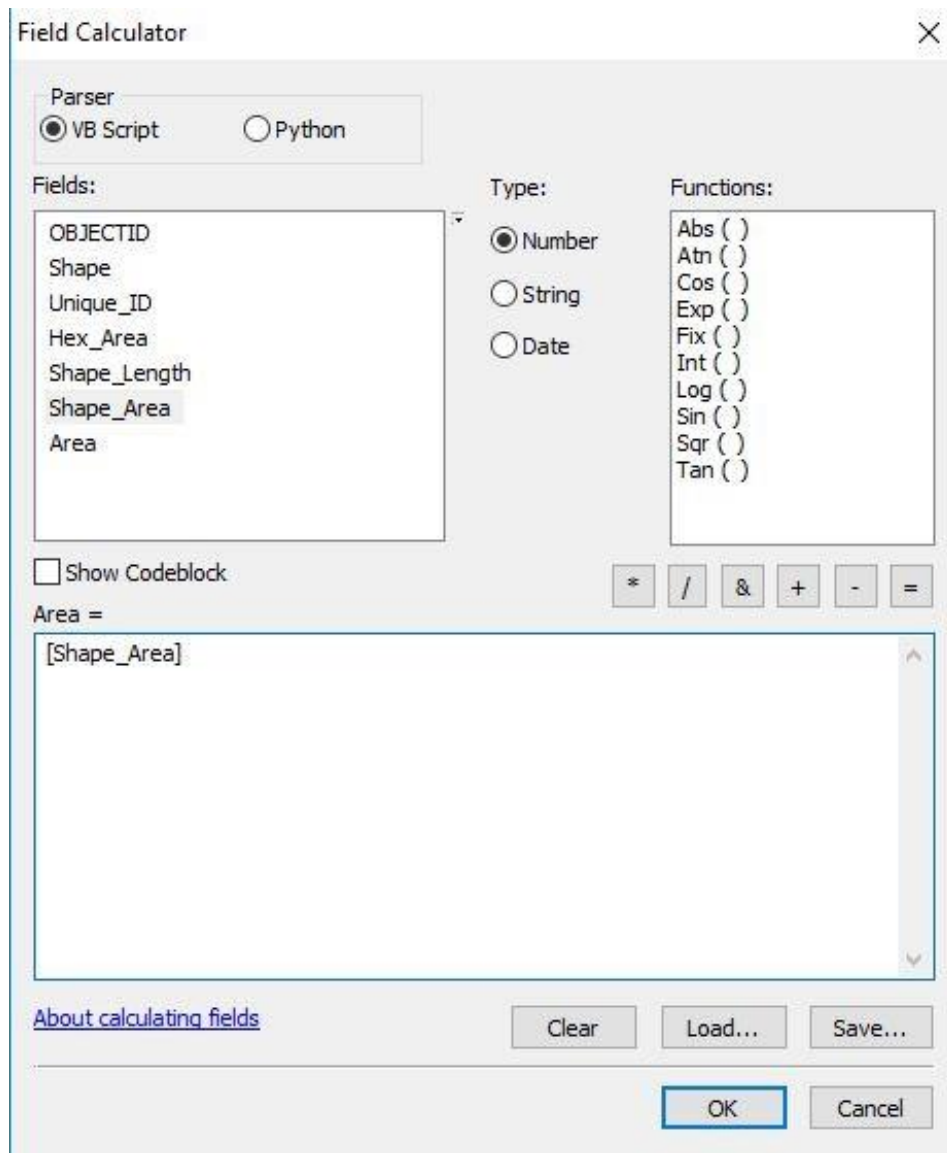 Field Calculator
Parser
VB Script Python
Fields:
OBJECTID
Shape
Unique_ID
Hex_Area
Shape_Length
Shape_Area
Area
Type:
Number
String
Date
Functions:
Abs ( )
Atn ( )
Cos ( )
Exp ( )
Fix ( )
Int ( )
Log ( )
Sin ( )
Sqr ( )
Tan ( )
Show Codeblock
* / & + - =
Area =
[Shape_Area]
About calculating fields
Clear Load... Save...
OK Cancel